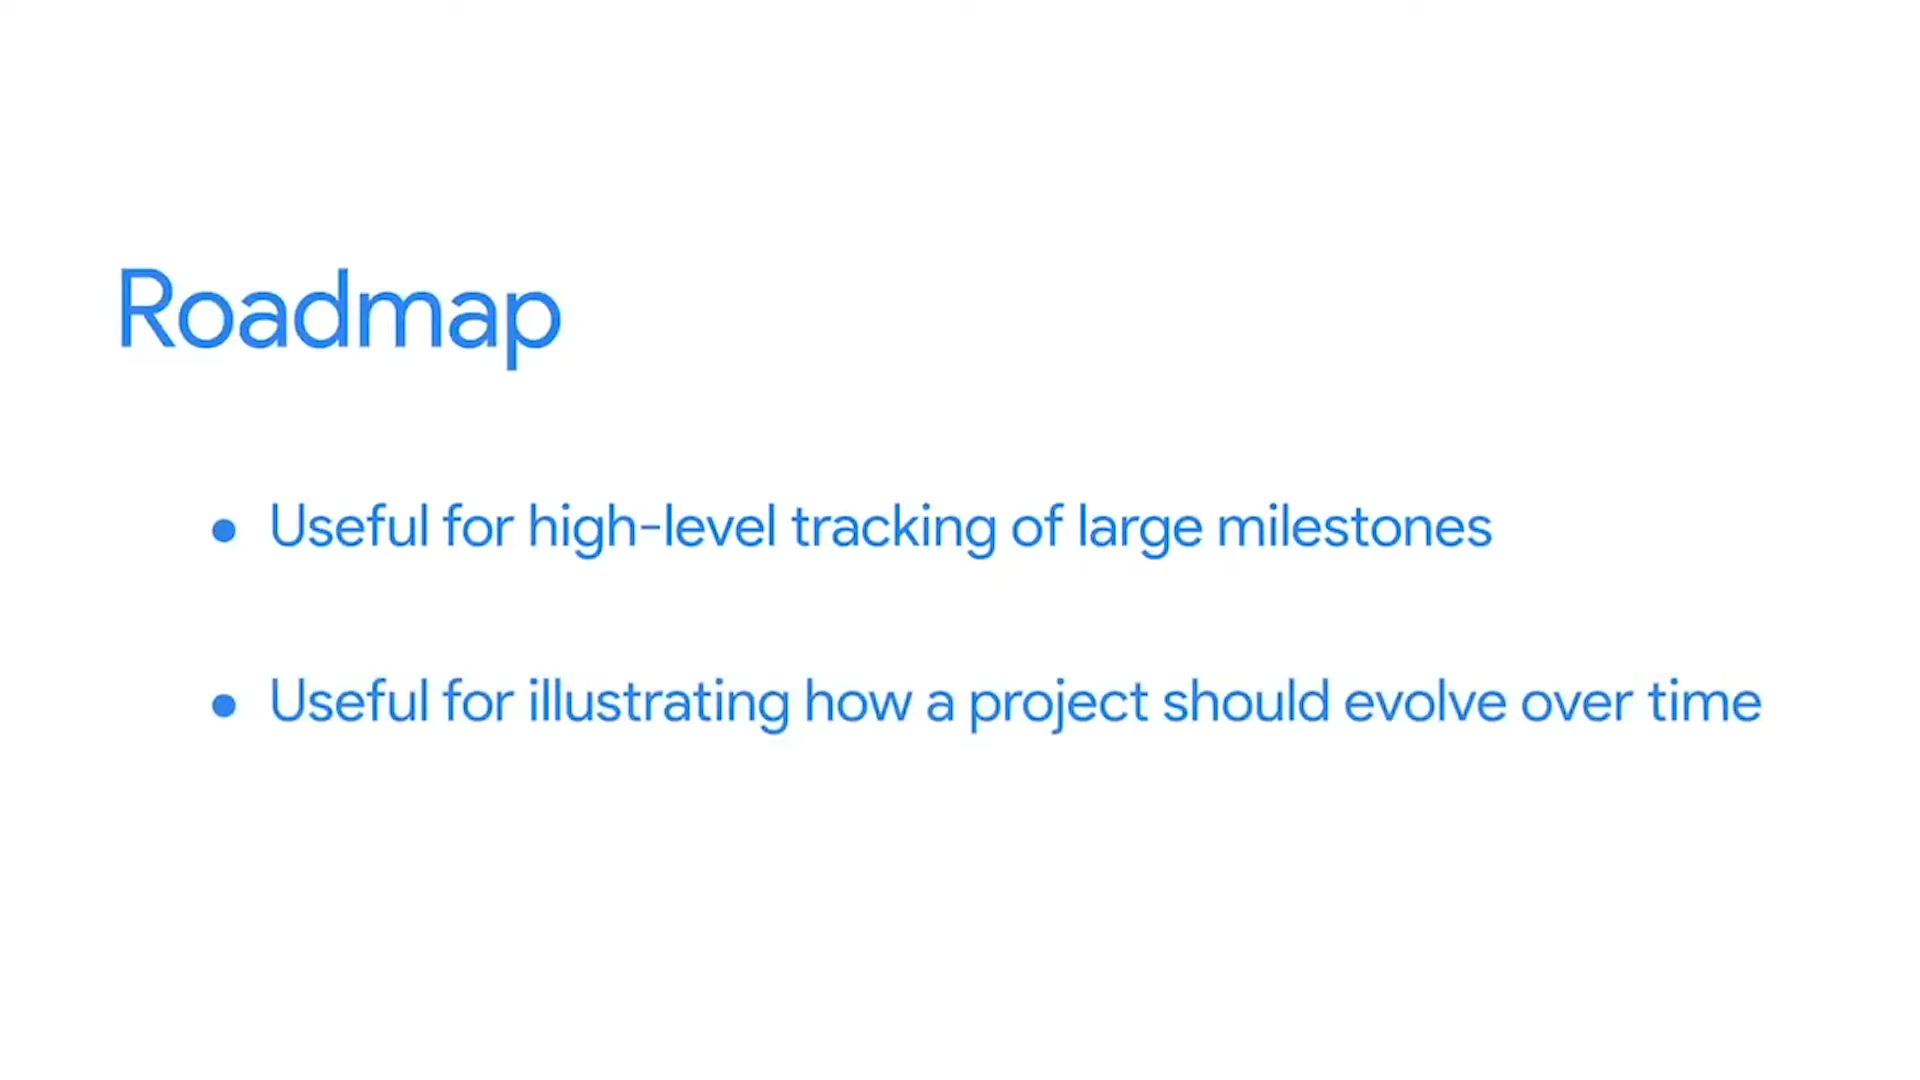 Roadmap
• Useful for high-level tracking of large milestones
• Useful for illustrating how a project should evolve over time